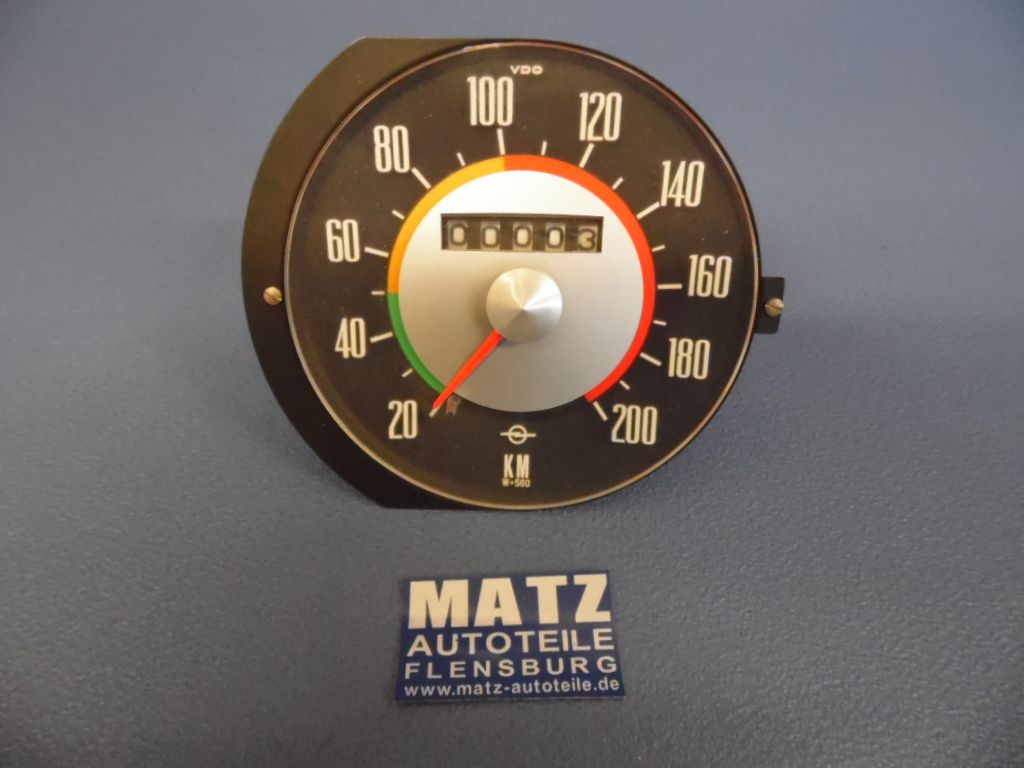 VDO
100
120
80
140
60
00003
160
40
180
20
200
KM
W=560
MATZ
AUTOTEILE
FLENSBURG
www.matz-autoteile.de